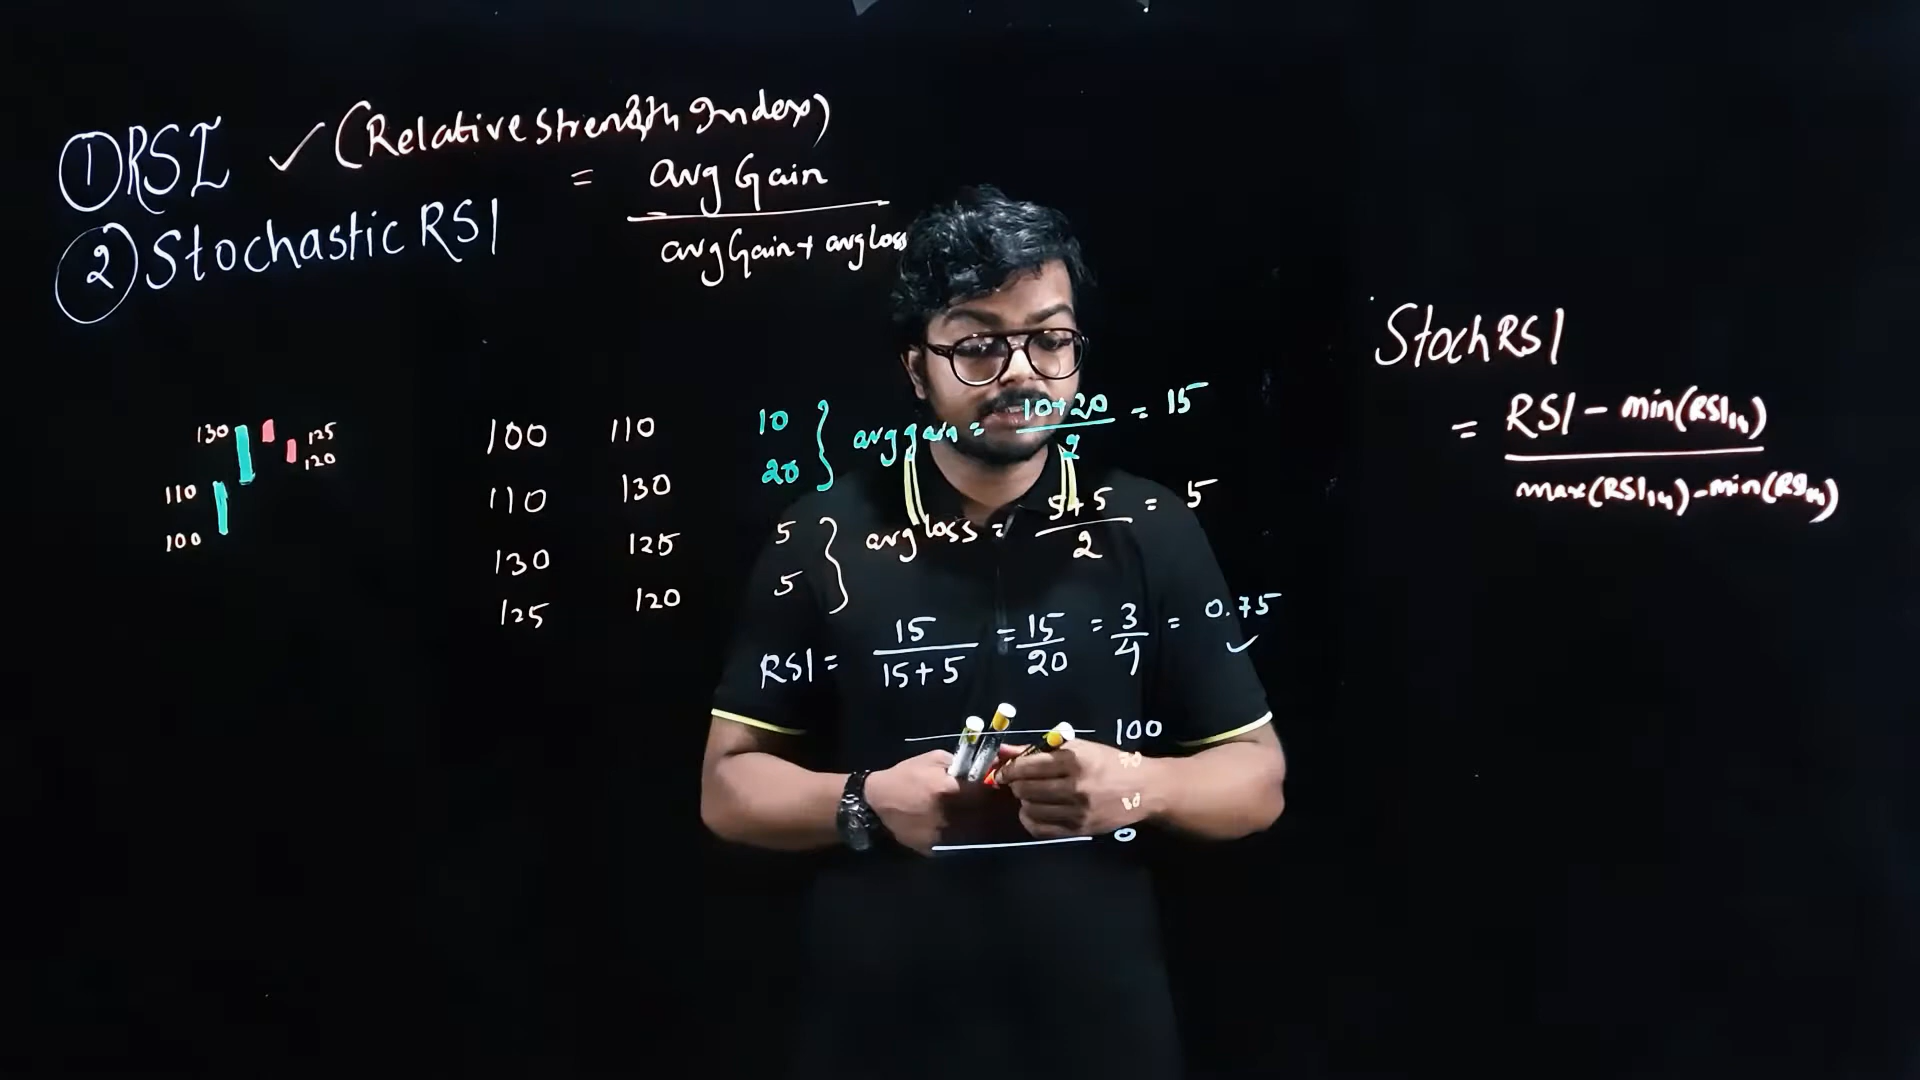 ① RSI ✓ (Relative Strength Index)
= avg Gain
avg Gain + avg loss
② Stochastic RSI
StochRSI
= RSI - min(RSI14)
max(RSI14) - min(RSI14)
130
125
120
110
100
100 110 10
110 130 20
130 125 5
125 120 5
avg gain = 10+20 = 15
2
avg loss = 5+5 = 5
2
RSI = 15 = 15 = 3 = 0.75 ✓
15+5 20 4
100
70
30
0